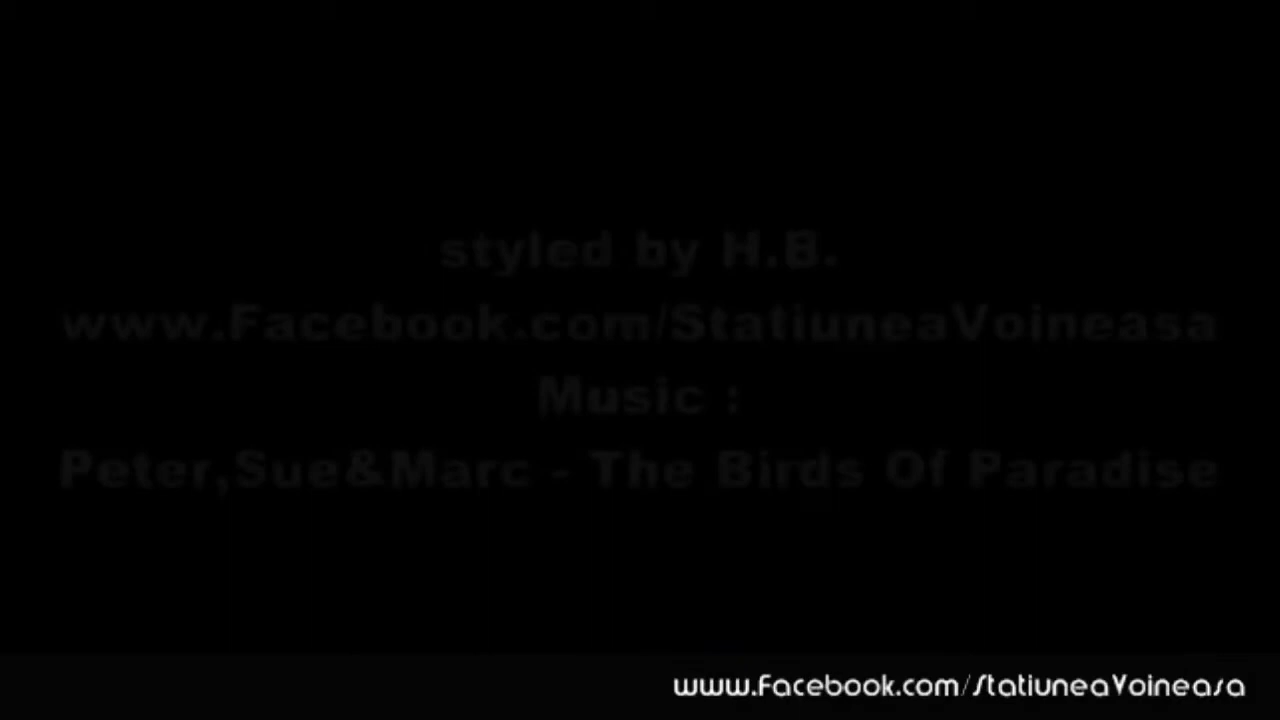 styled by H.B.
www.Facebook.com/StatiuneaVoineasa
Music :
Peter,Sue&Marc - The Birds Of Paradise
www.Facebook.com/StatiuneaVoineasa